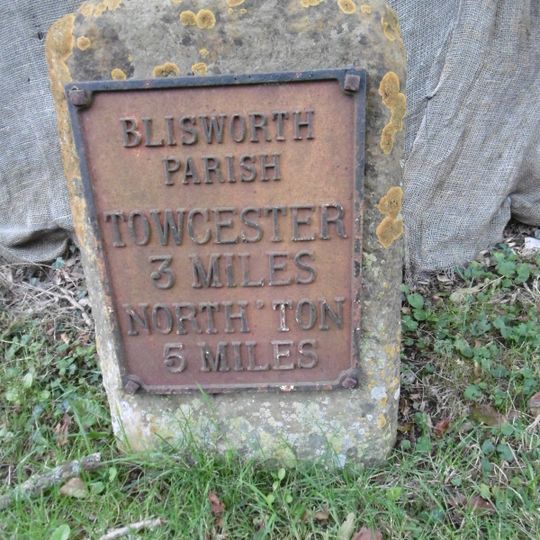 BLISWORTH
PARISH
TOWCESTER
3 MILES
NORTH'TON
5 MILES